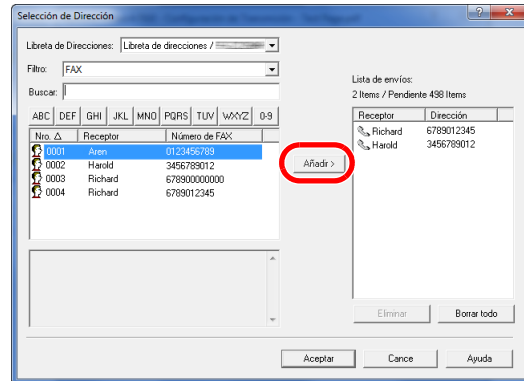 Selección de Dirección
Libreta de Direcciones: Libreta de direcciones /
Filtro: FAX
Buscar:
ABC DEF GHI JKL MNO PQRS TUV WXYZ 0-9
Nro. Receptor Número de FAX
0001 Aren 0123456789
0002 Harold 3456789012
0003 Richard 678900000000
0004 Richard 6789012345
Añadir >
Lista de envíos:
2 Items / Pendiente 498 Items
Receptor Dirección
Richard 6789012345
Harold 3456789012
Eliminar Borrar todo
Aceptar Cance Ayuda